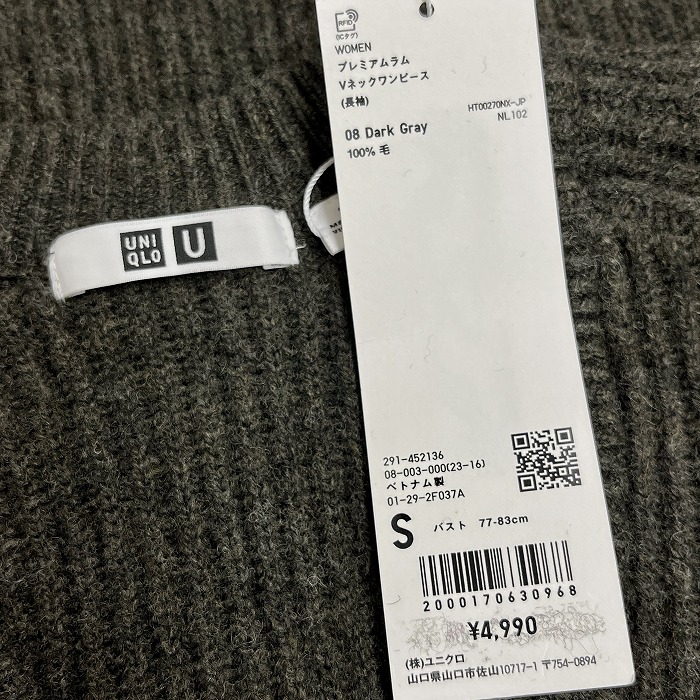 RFID
(ICタグ)
WOMEN
プレミアムラム
Vネックワンピース
(長袖)
HT00270NX-JP
NL102
08 Dark Gray
100% 毛
UNI
QLO
U
291-452136
08-003-000(23-16)
ベトナム製
01-29-2F037A
S バスト 77-83cm
2000170630968
¥4,990
(株)ユニクロ
山口県山口市佐山10717-1 〒754-0894